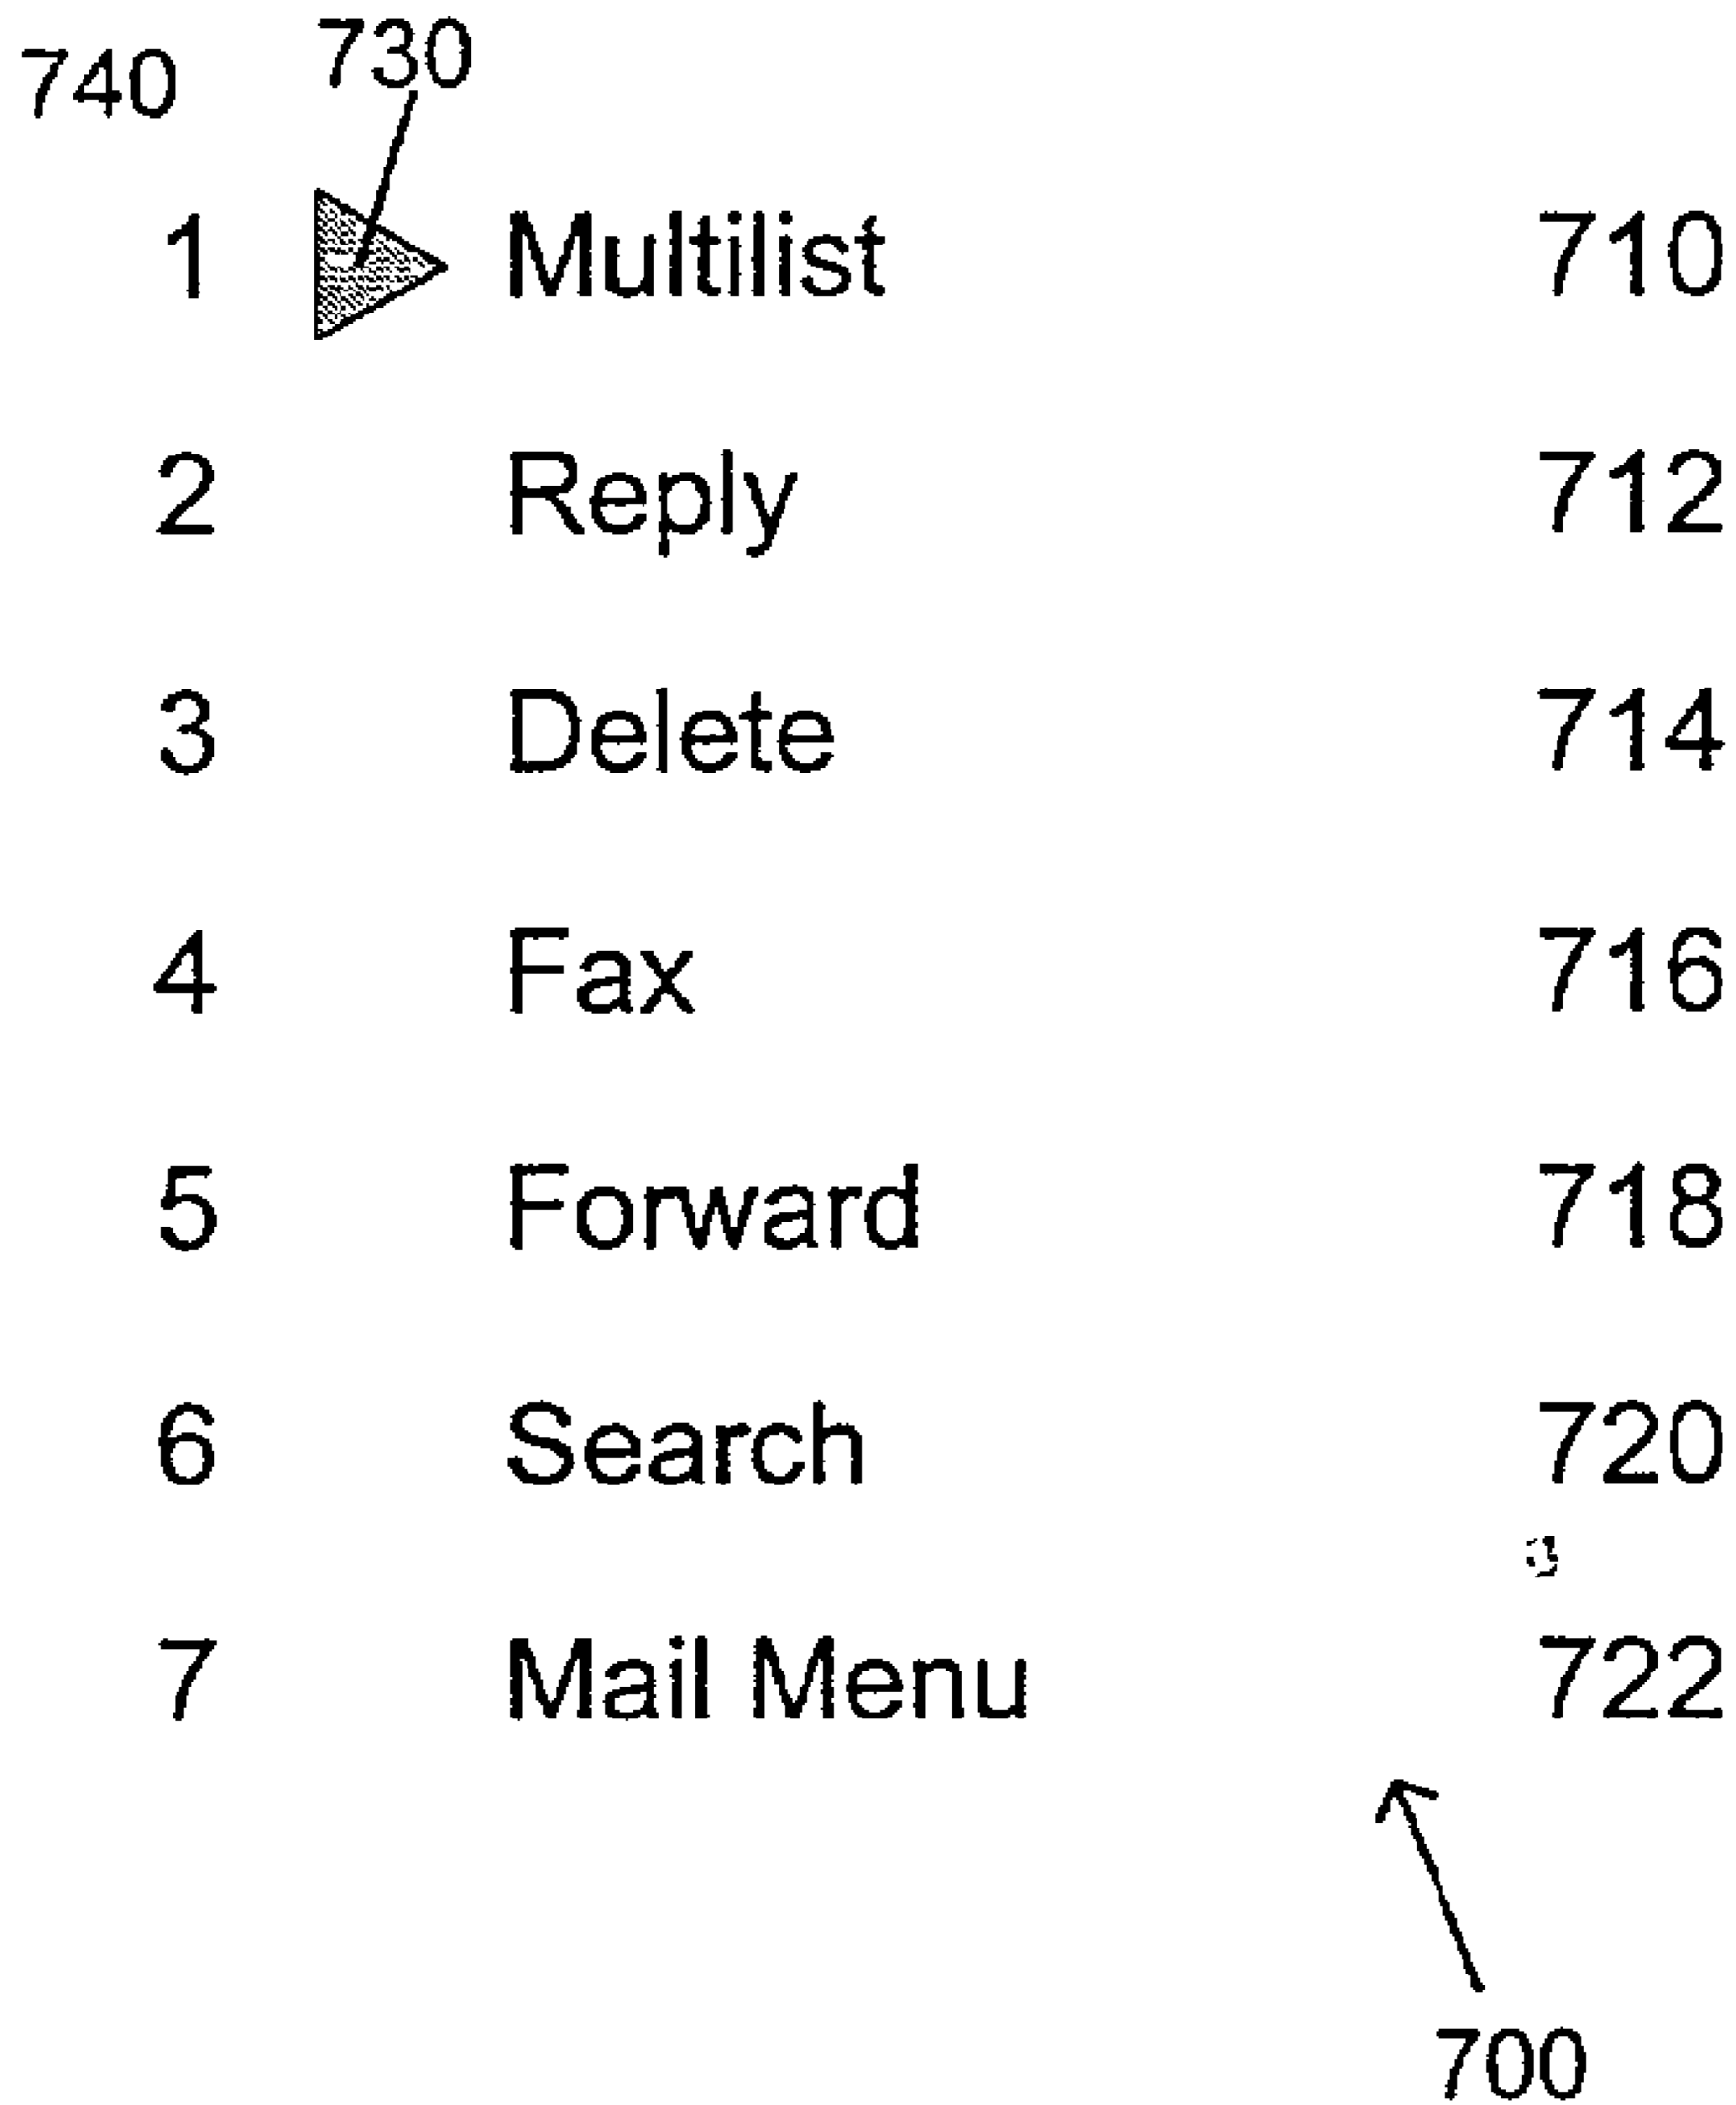 740 730
1 Multilist 710
2 Reply 712
3 Delete 714
4 Fax 716
5 Forward 718
6 Search 720
7 Mail Menu 722
700